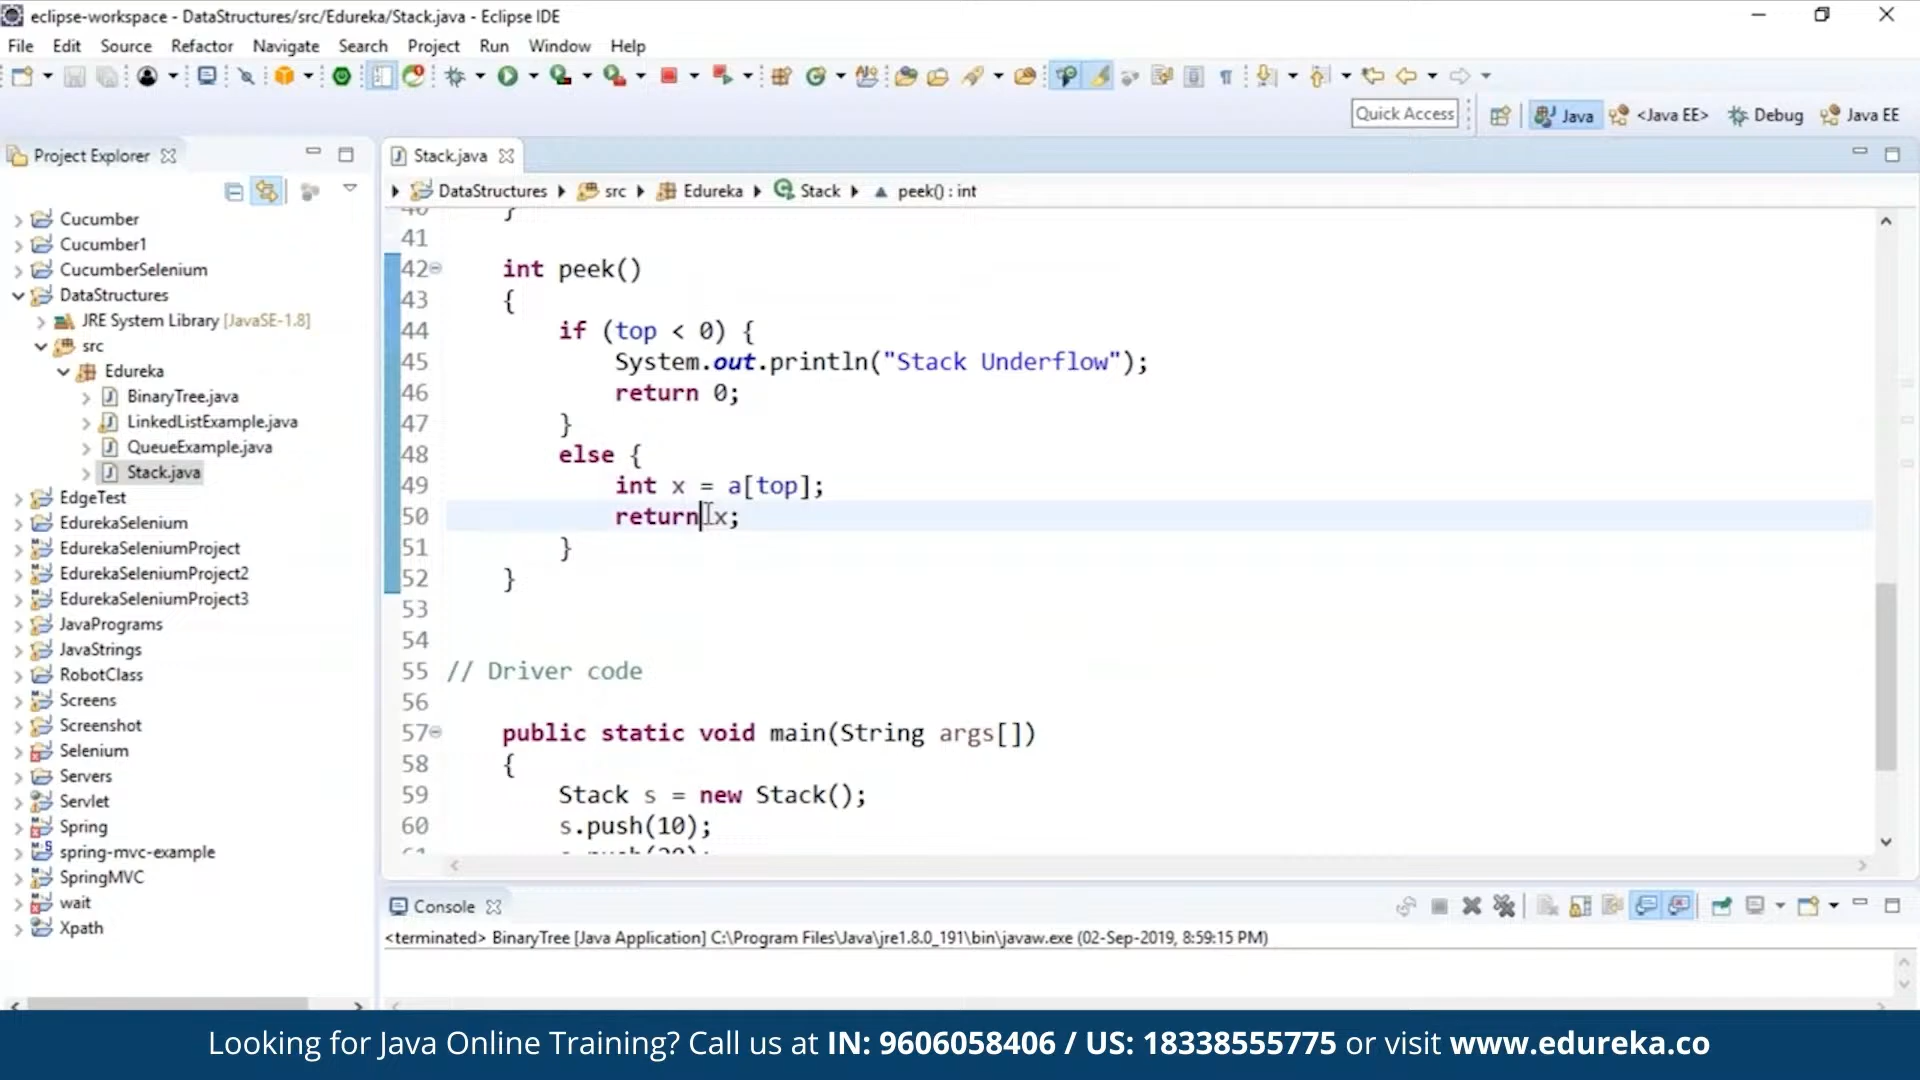 eclipse-workspace - DataStructures/src/Edureka/Stack.java - Eclipse IDE
File Edit Source Refactor Navigate Search Project Run Window Help
Quick Access Java <Java EE> Debug Java EE
Project Explorer
Cucumber
Cucumber1
CucumberSelenium
DataStructures
JRE System Library [JavaSE-1.8]
src
Edureka
BinaryTree.java
LinkedListExample.java
QueueExample.java
Stack.java
EdgeTest
EdurekaSelenium
EdurekaSeleniumProject
EdurekaSeleniumProject2
EdurekaSeleniumProject3
JavaPrograms
JavaStrings
RobotClass
Screens
Screenshot
Selenium
Servers
Servlet
Spring
spring-mvc-example
SpringMVC
wait
Xpath
Stack.java
DataStructures src Edureka Stack peek() : int
40 }
41
42 int peek()
43 {
44 if (top < 0) {
45 System.out.println("Stack Underflow");
46 return 0;
47 }
48 else {
49 int x = a[top];
50 return x;
51 }
52 }
53
54
55 // Driver code
56
57 public static void main(String args[])
58 {
59 Stack s = new Stack();
60 s.push(10);
61 s.push(20);
Console
<terminated> BinaryTree [Java Application] C:\Program Files\Java\jre1.8.0_191\bin\javaw.exe (02-Sep-2019, 8:59:15 PM)
Looking for Java Online Training? Call us at IN: 9606058406 / US: 18338555775 or visit www.edureka.co